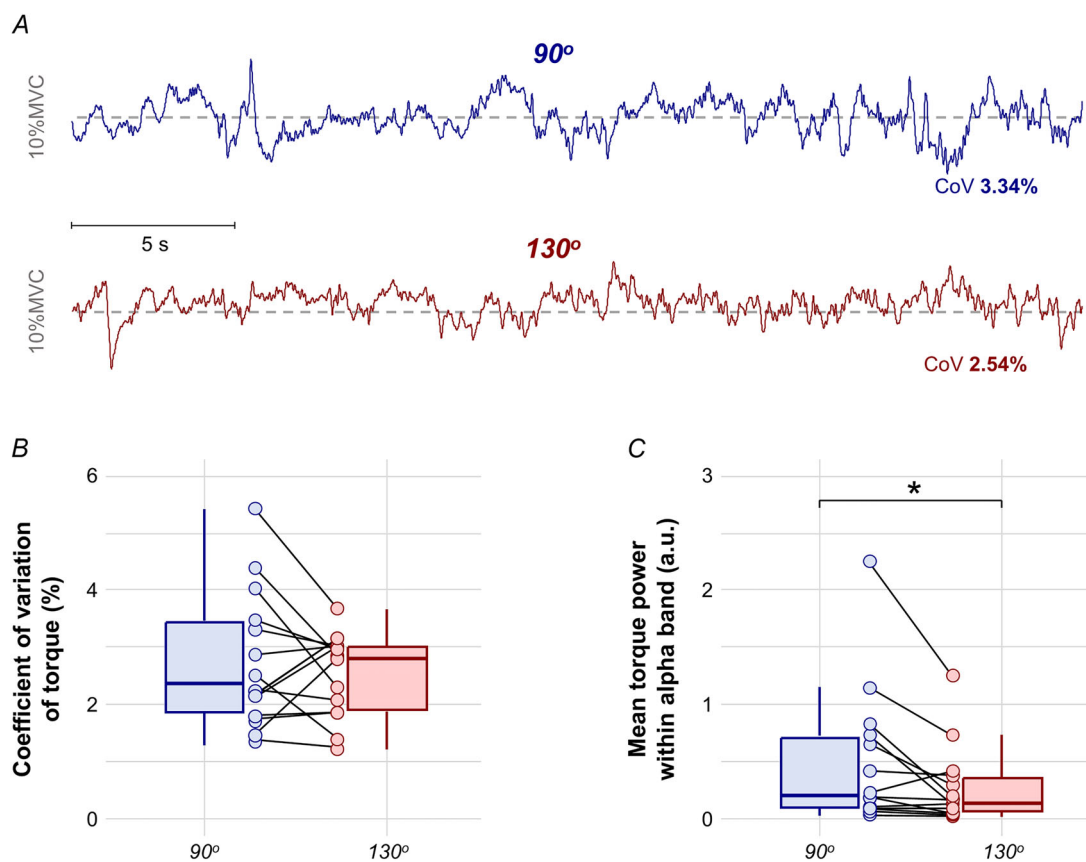 A
90°
10%MVC
CoV 3.34%
5 s
130°
10%MVC
CoV 2.54%
B
Coefficient of variation
of torque (%)
6
4
2
0
90°
130°
C
Mean torque power
within alpha band (a.u.)
3
2
1
0
*
90°
130°